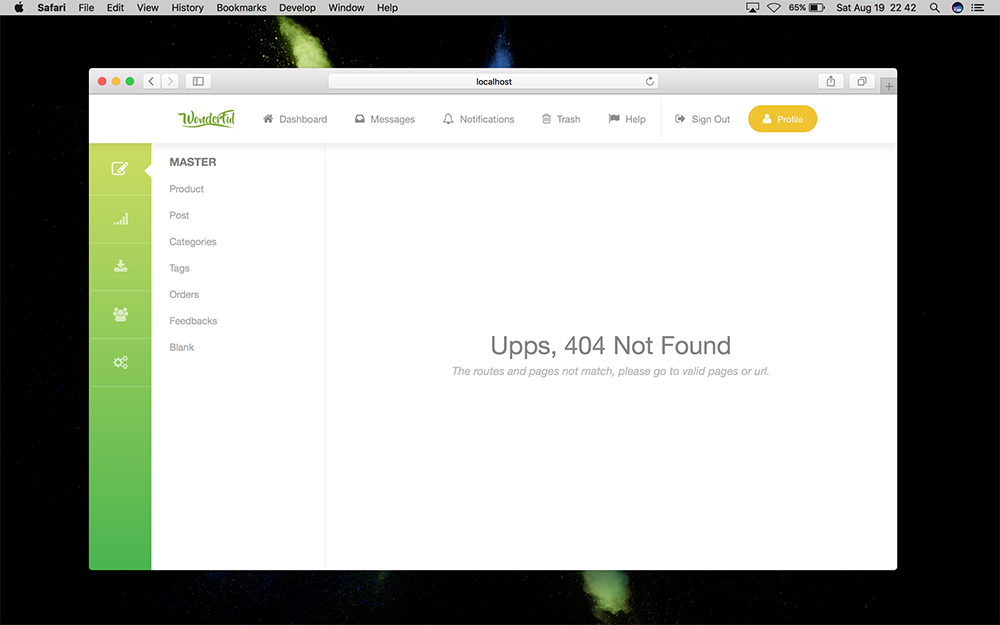 Safari File Edit View History Bookmarks Develop Window Help 65% Sat Aug 19 22 42
localhost
Wonderful Dashboard Messages Notifications Trash Help Sign Out Profile
MASTER
Product
Post
Categories
Tags
Orders
Feedbacks
Blank
Upps, 404 Not Found
The routes and pages not match, please go to valid pages or url.